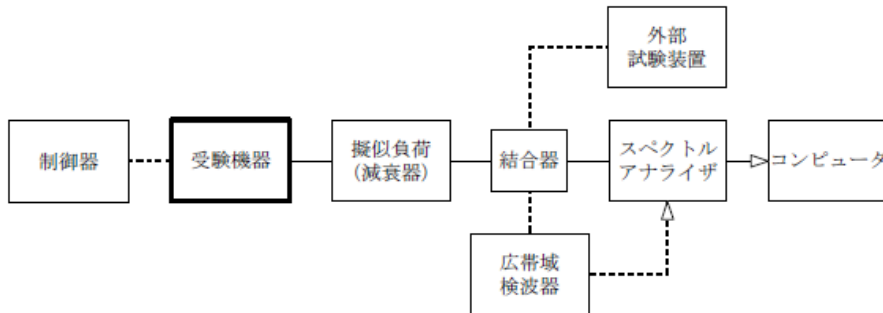 外部
試験装置
制御器
受験機器
擬似負荷
(減衰器)
結合器
スペクトル
アナライザ
コンピュータ
広帯域
検波器